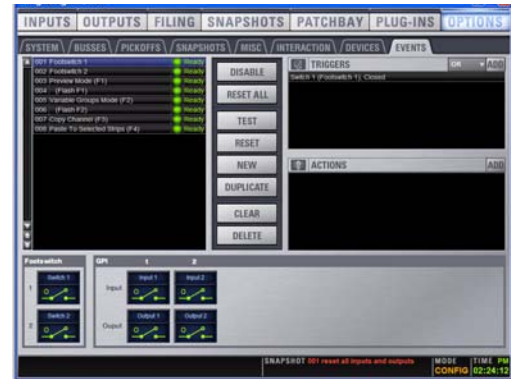 INPUTS OUTPUTS FILING SNAPSHOTS PATCHBAY PLUG-INS OPTIONS
SYSTEM BUSSES PICKOFFS SNAPSHOTS MISC INTERACTION DEVICES EVENTS
001 Footswitch 1 Ready
002 Footswitch 2 Ready
003 Preview Mode (F1) Ready
004 (Flash F1) Ready
005 Variable Groups Mode (F2) Ready
006 (Flash F2) Ready
007 Copy Channel (F3) Ready
008 Paste To Selected Strips (F4) Ready
DISABLE
RESET ALL
TEST
RESET
NEW
DUPLICATE
CLEAR
DELETE
TRIGGERS OR ADD
Switch 1 (Footswitch 1), Closed
ACTIONS ADD
Footswitch GPI 1 2
1 Switch 1 Input Input 1 Input 2
2 Switch 2 Ouput Output 1 Output 2
SNAPSHOT 001 reset all inputs and outputs MODE CONFIG TIME PM 02:24:12